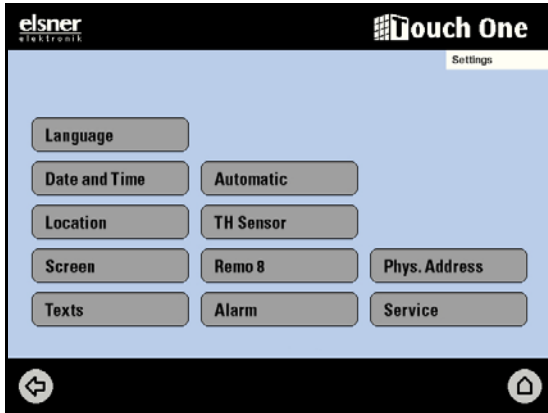 elsner
elektronik
Touch One
Settings
Language
Date and Time
Automatic
Location
TH Sensor
Screen
Remo 8
Phys. Address
Texts
Alarm
Service